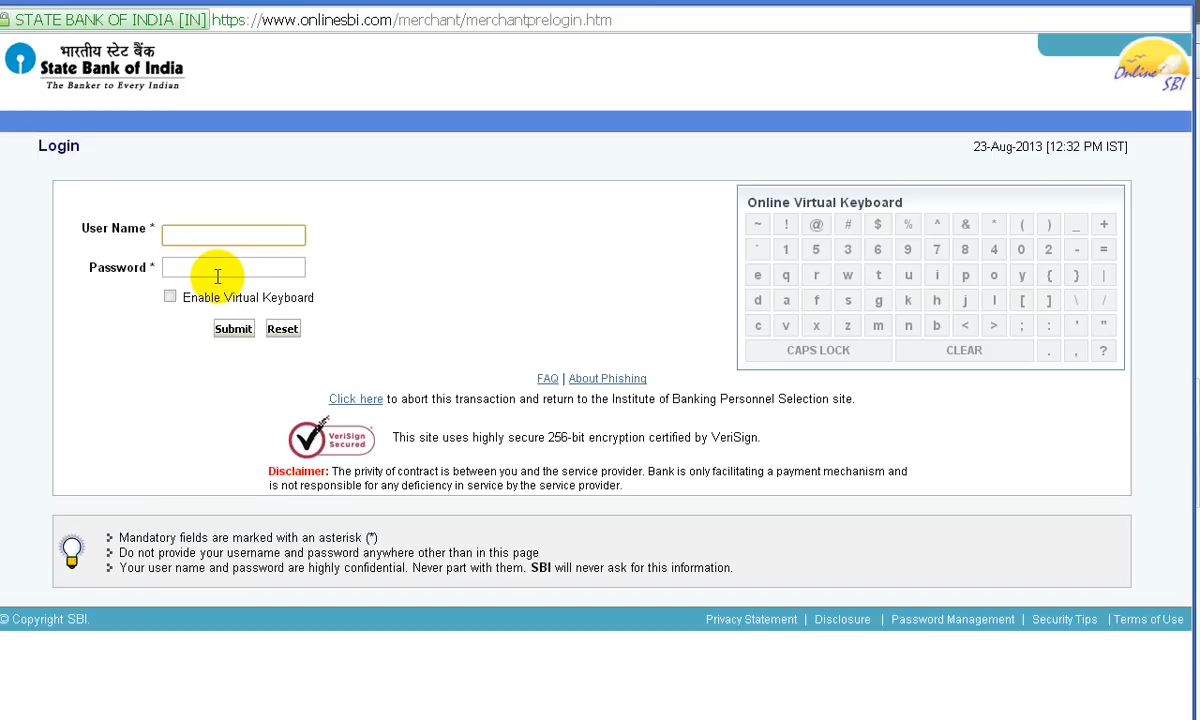 STATE BANK OF INDIA [IN] https://www.onlinesbi.com/merchant/merchantprelogin.htm
भारतीय स्टेट बैंक
State Bank of India
The Banker to Every Indian
Online SBI
Login
23-Aug-2013 [12:32 PM IST]
User Name *
Password *
Enable Virtual Keyboard
Submit Reset
Online Virtual Keyboard
~ ! @ # $ % ^ & * ( ) _ +
` 1 5 3 6 9 7 8 4 0 2 - =
e q r w t u i p o y { } |
d a f s g k h j l [ ] \ /
c v x z m n b < > ; : ' "
CAPS LOCK CLEAR . , ?
FAQ | About Phishing
Click here to abort this transaction and return to the Institute of Banking Personnel Selection site.
VeriSign Secured
This site uses highly secure 256-bit encryption certified by VeriSign.
Disclaimer: The privity of contract is between you and the service provider. Bank is only facilitating a payment mechanism and
is not responsible for any deficiency in service by the service provider.
Mandatory fields are marked with an asterisk (*)
Do not provide your username and password anywhere other than in this page
Your user name and password are highly confidential. Never part with them. SBI will never ask for this information.
© Copyright SBI.
Privacy Statement | Disclosure | Password Management | Security Tips | Terms of Use